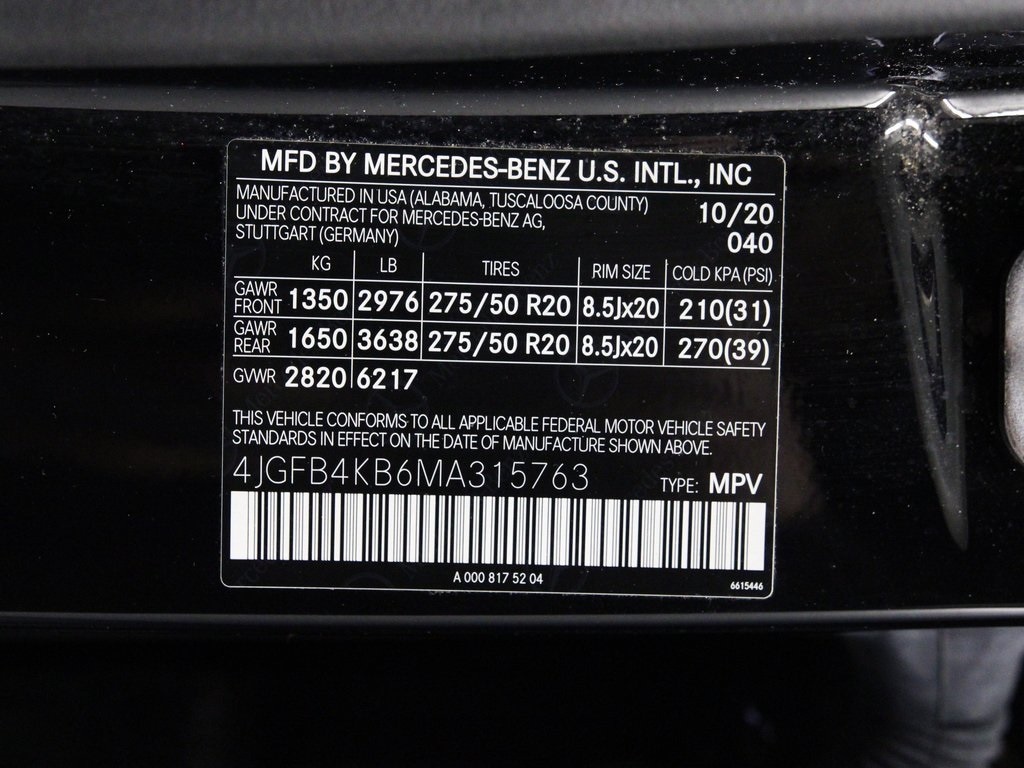 MFD BY MERCEDES-BENZ U.S. INTL., INC
MANUFACTURED IN USA (ALABAMA, TUSCALOOSA COUNTY) 10/20
UNDER CONTRACT FOR MERCEDES-BENZ AG,
STUTTGART (GERMANY) 040
KG LB TIRES RIM SIZE COLD KPA (PSI)
GAWR FRONT 1350 2976 275/50 R20 8.5Jx20 210(31)
GAWR REAR 1650 3638 275/50 R20 8.5Jx20 270(39)
GVWR 2820 6217
THIS VEHICLE CONFORMS TO ALL APPLICABLE FEDERAL MOTOR VEHICLE SAFETY
STANDARDS IN EFFECT ON THE DATE OF MANUFACTURE SHOWN ABOVE.
4JGFB4KB6MA315763 TYPE: MPV
A 000 817 52 04 6615446